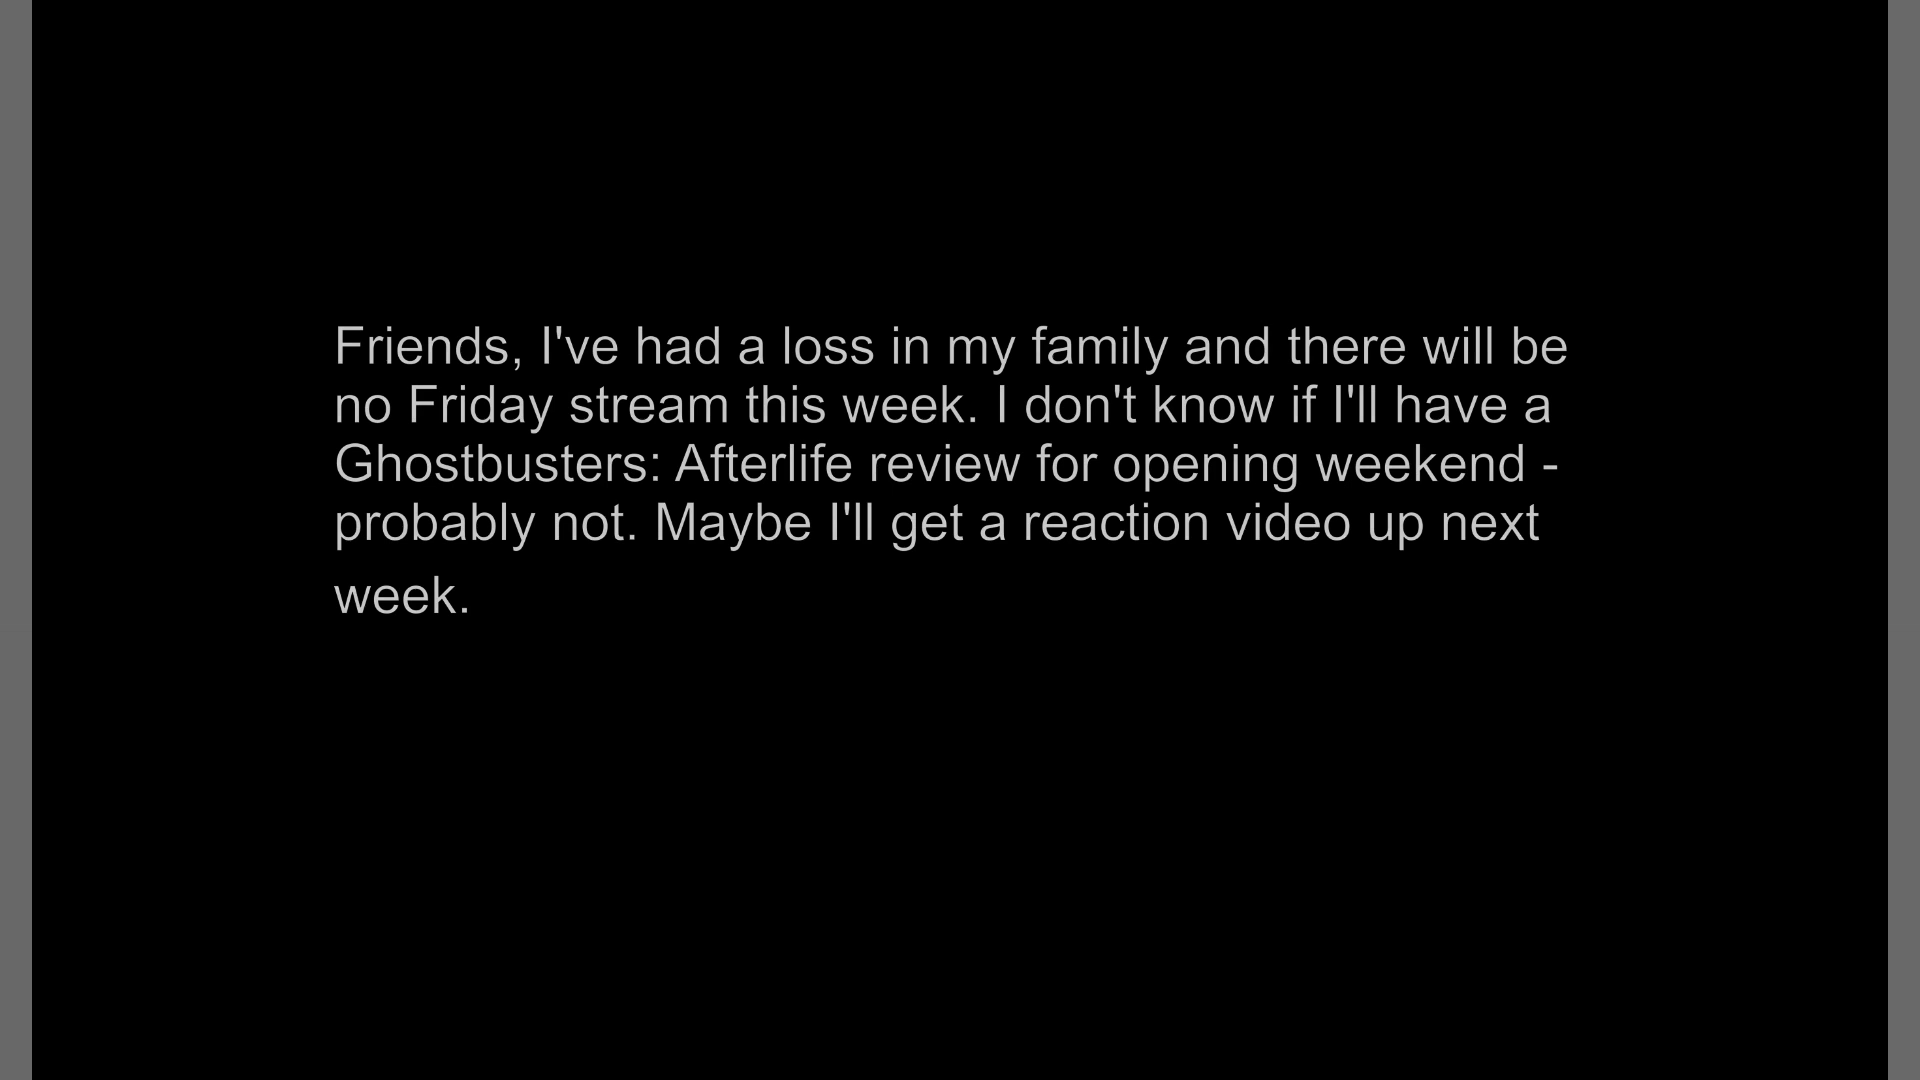 Friends, I've had a loss in my family and there will be
no Friday stream this week. I don't know if I'll have a
Ghostbusters: Afterlife review for opening weekend -
probably not. Maybe I'll get a reaction video up next
week.